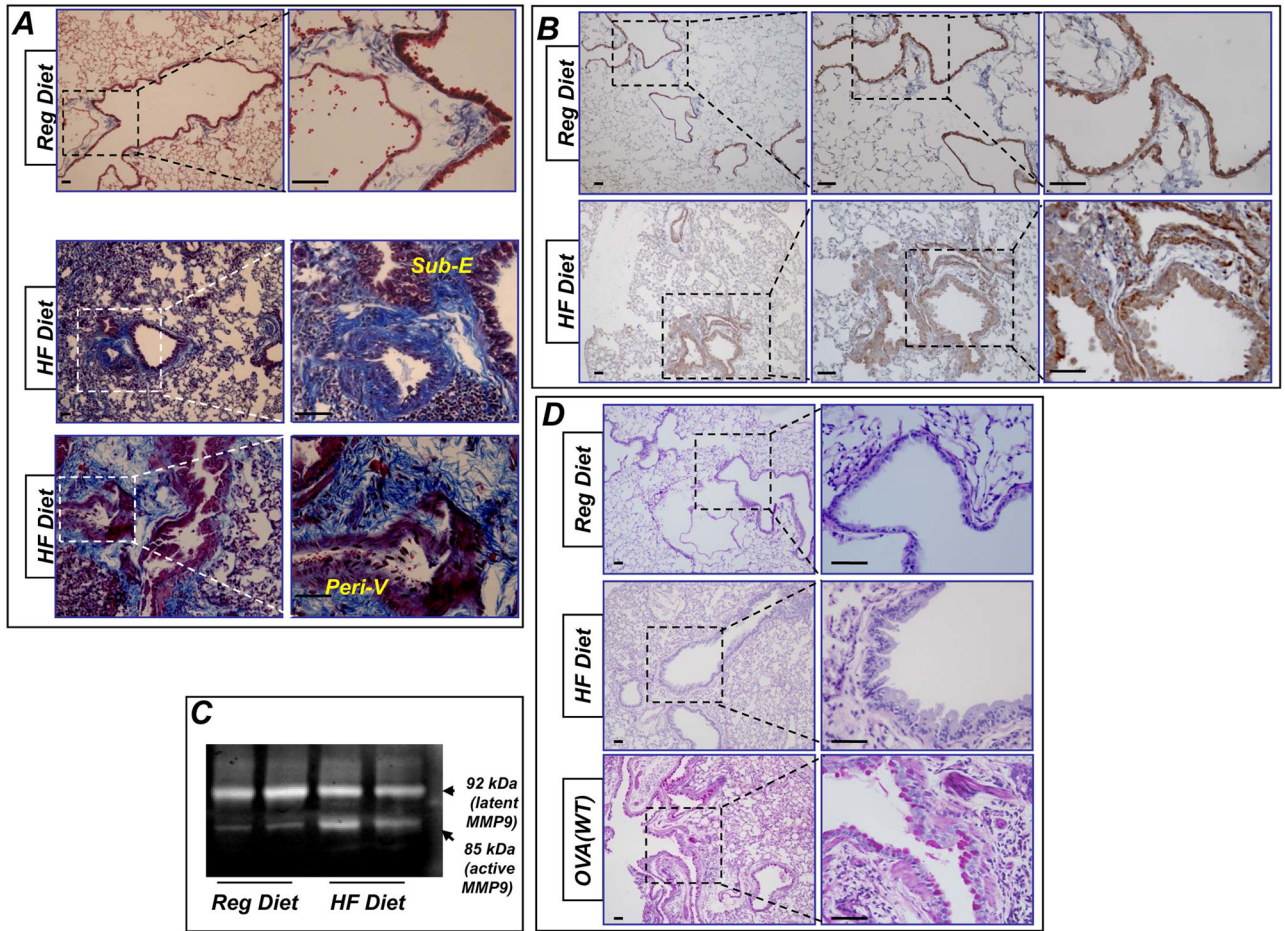 A
Reg Diet
HF Diet
Sub-E
HF Diet
Peri-V
B
Reg Diet
HF Diet
C
92 kDa
(latent
MMP9)
85 kDa
(active
MMP9)
Reg Diet HF Diet
D
Reg Diet
HF Diet
OVA(WT)